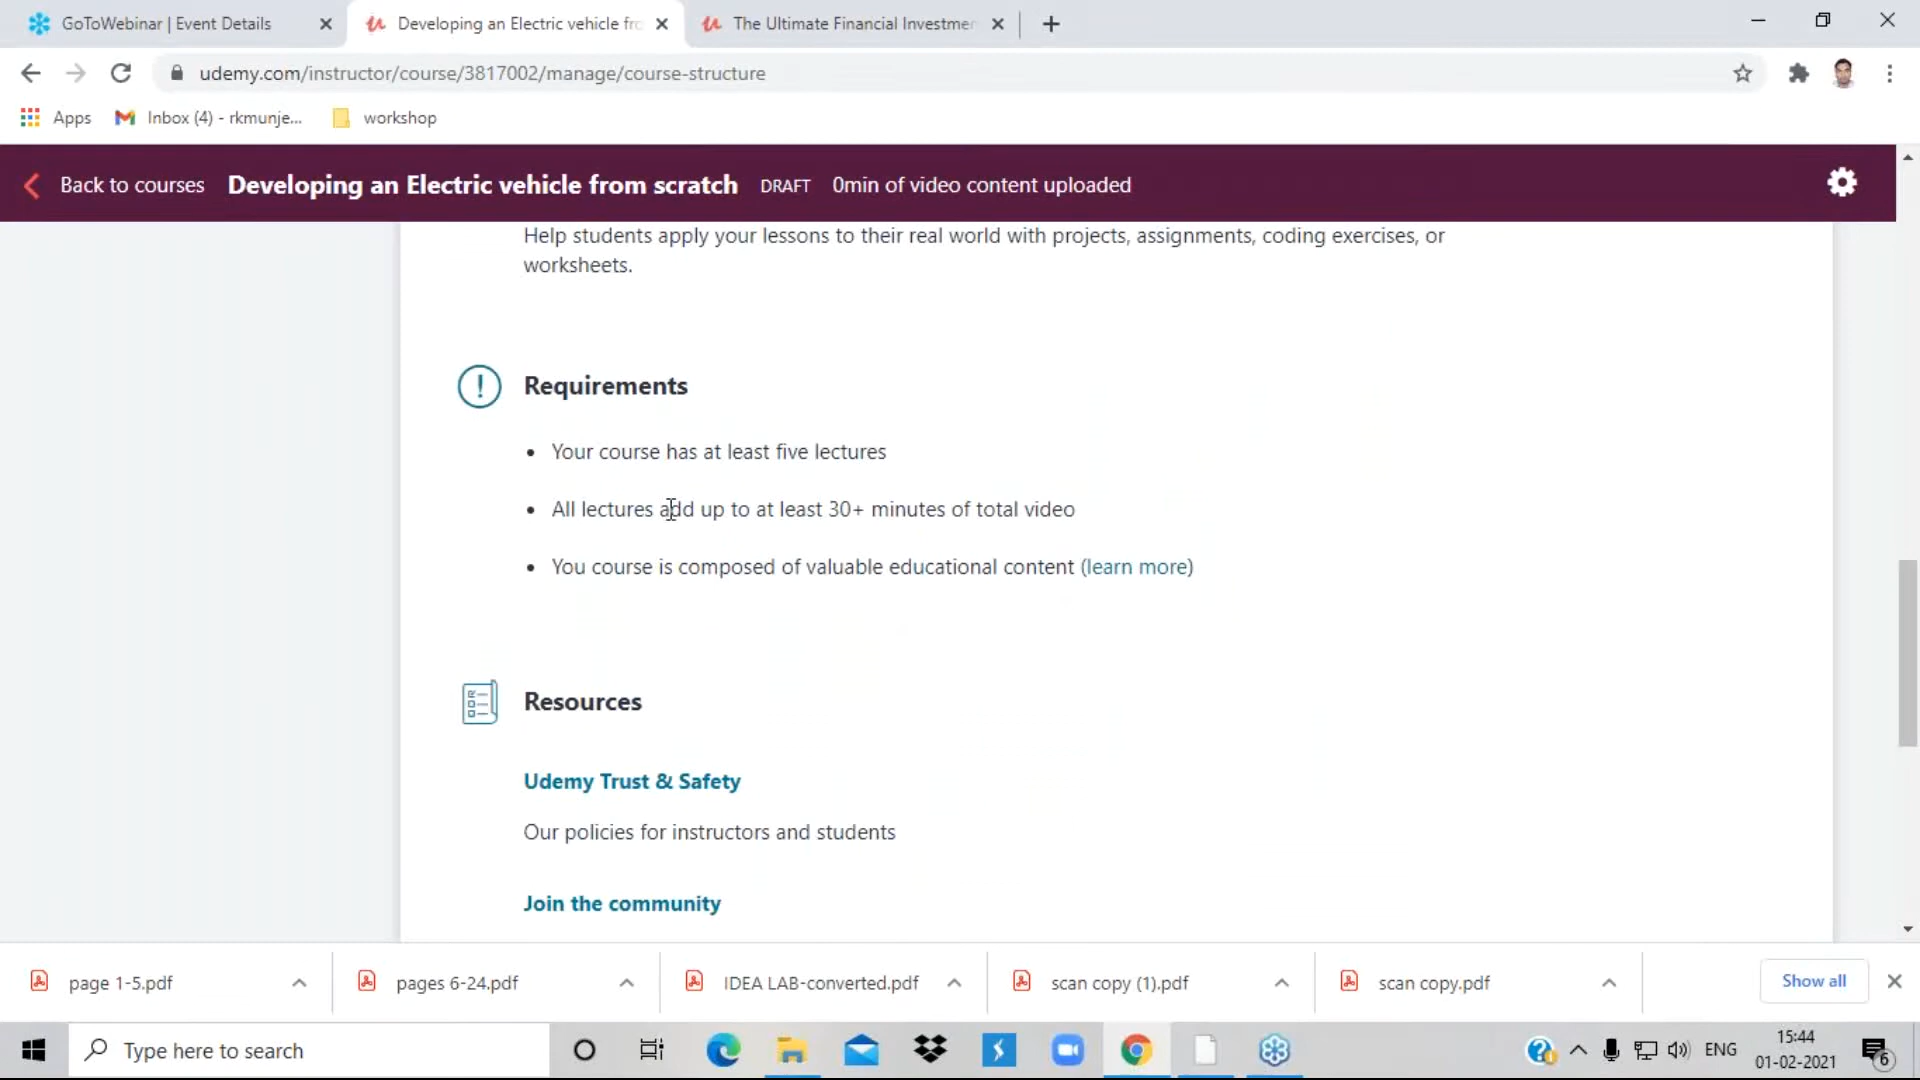 GoToWebinar | Event Details
Developing an Electric vehicle fro
The Ultimate Financial Investmen
udemy.com/instructor/course/3817002/manage/course-structure
Apps
Inbox (4) - rkmunje...
workshop
Back to courses
Developing an Electric vehicle from scratch
DRAFT
0min of video content uploaded
Help students apply your lessons to their real world with projects, assignments, coding exercises, or
worksheets.
Requirements
• Your course has at least five lectures
• All lectures add up to at least 30+ minutes of total video
• You course is composed of valuable educational content (learn more)
Resources
Udemy Trust & Safety
Our policies for instructors and students
Join the community
page 1-5.pdf
pages 6-24.pdf
IDEA LAB-converted.pdf
scan copy (1).pdf
scan copy.pdf
Show all
Type here to search
ENG
15:44
01-02-2021
6